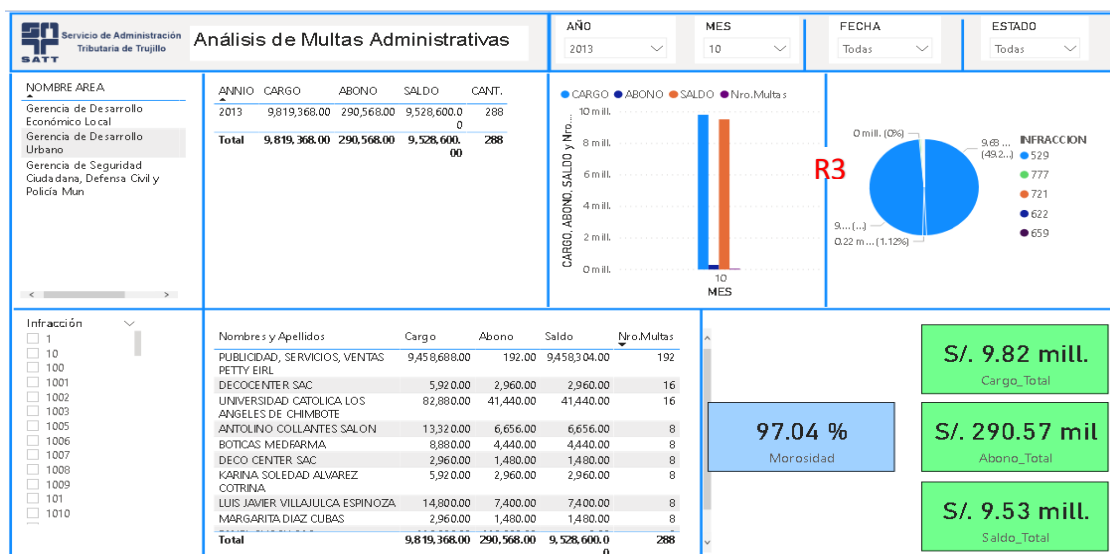 SATT
Servicio de Administración
Tributaria de Trujillo
Análisis de Multas Administrativas
AÑO
2013
MES
10
FECHA
Todas
ESTADO
Todas
NOMBRE AREA
Gerencia de Desarrollo
Económico Local
Gerencia de Desarrollo
Urbano
Gerencia de Seguridad
Ciudadana, Defensa Civil y
Policía Mun
ANNIO CARGO ABONO SALDO CANT.
2013 9,819,368.00 290,568.00 9,528,600.0 288
0
Total 9,819,368.00 290,568.00 9,528,600. 288
00
CARGO ABONO SALDO Nro.Multas
CARGO, ABONO, SALDO y Nro....
10 mill.
8 mill.
6 mill.
4 mill.
2 mill.
0 mill.
10
MES
R3
0 mill. (0%)
(49.2...)
9.... (...)
0.22 m... (1.12%)
INFRACCION
529
777
721
622
659
Infracción
1
10
100
1001
1002
1003
1005
1006
1007
1008
1009
101
1010
Nombres y Apellidos Cargo Abono Saldo Nro.Multas
PUBLICIDAD, SERVICIOS, VENTAS 9,458,688.00 192.00 9,458,304.00 192
PETTY EIRL
DECOCENTER SAC 5,920.00 2,960.00 2,960.00 16
UNIVERSIDAD CATOLICA LOS 82,880.00 41,440.00 41,440.00 16
ANGELES DE CHIMBOTE
ANTOLINO COLLANTES SALON 13,320.00 6,656.00 6,656.00 8
BOTICAS MEDFARMA 8,880.00 4,440.00 4,440.00 8
DECO CENTER SAC 2,960.00 1,480.00 1,480.00 8
KARINA SOLEDAD ALVAREZ 5,920.00 2,960.00 2,960.00 8
COTRINA
LUIS JAVIER VILLAJULCA ESPINOZA 14,800.00 7,400.00 7,400.00 8
MARGARITA DIAZ CUBAS 2,960.00 1,480.00 1,480.00 8
Total 9,819,368.00 290,568.00 9,528,600.0 288
97.04 %
Morosidad
S/. 9.82 mill.
Cargo_Total
S/. 290.57 mil
Abono_Total
S/. 9.53 mill.
Saldo_Total